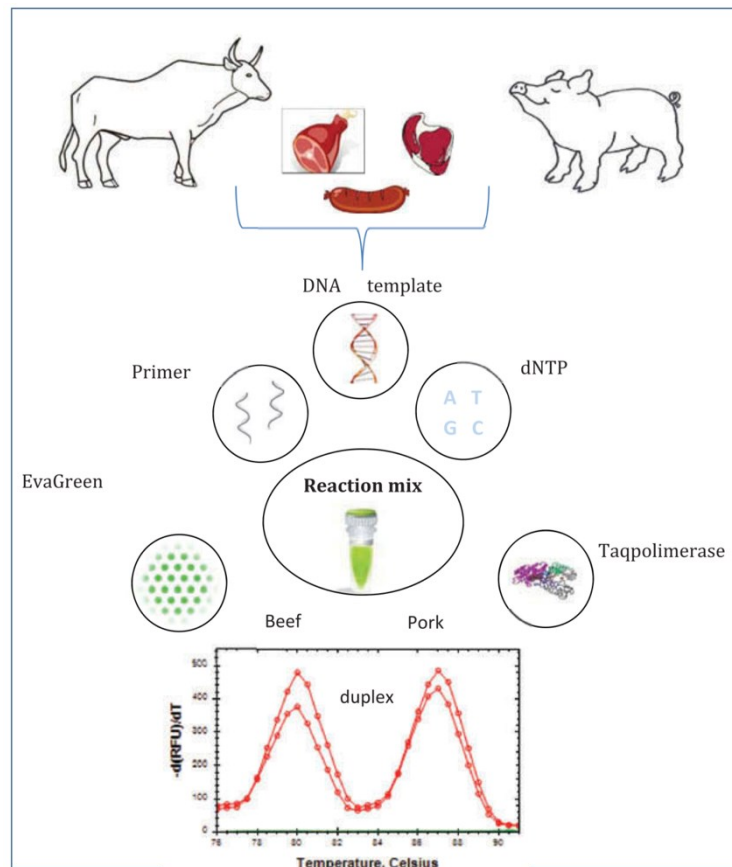 DNA template
Primer
dNTP
A T
G C
EvaGreen
Reaction mix
Taqpolimerase
Beef Pork
duplex
-d(RFU)/dT
500
400
300
200
100
0
76 78 80 82 84 86 88 90
Temperature, Celsius